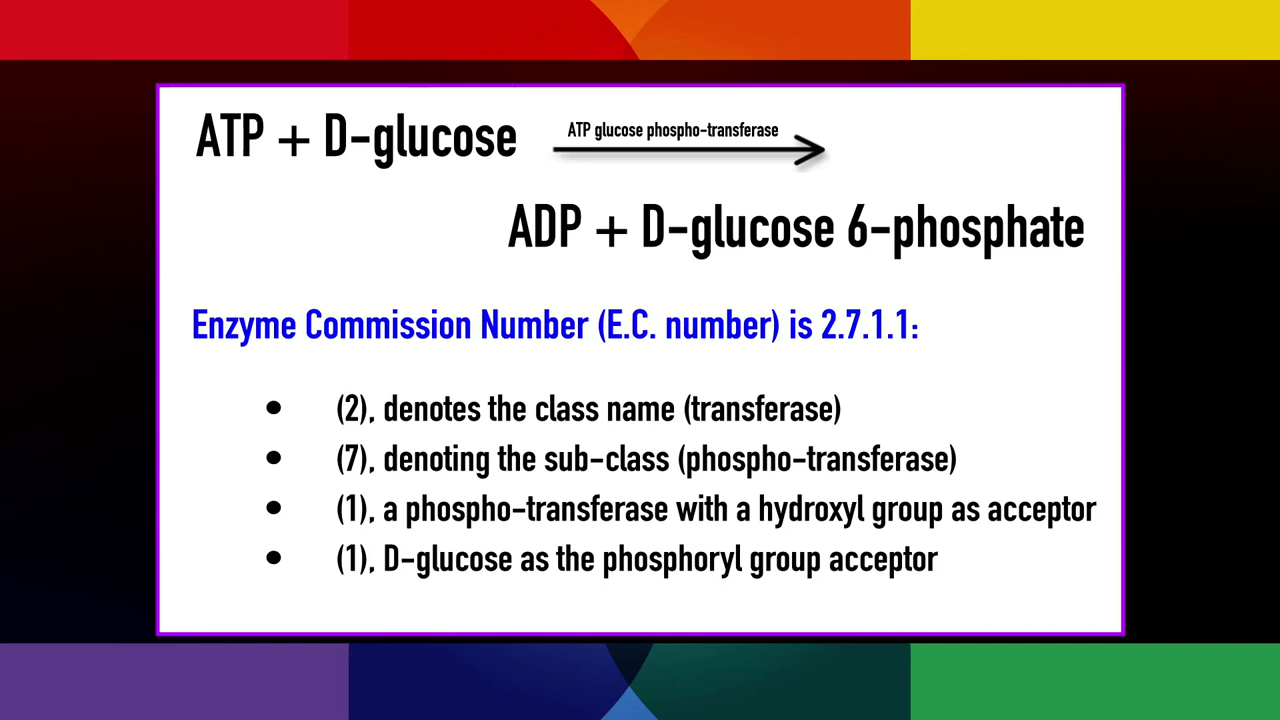 ATP + D-glucose
ATP glucose phospho-transferase
ADP + D-glucose 6-phosphate
Enzyme Commission Number (E.C. number) is 2.7.1.1:
• (2), denotes the class name (transferase)
• (7), denoting the sub-class (phospho-transferase)
• (1), a phospho-transferase with a hydroxyl group as acceptor
• (1), D-glucose as the phosphoryl group acceptor